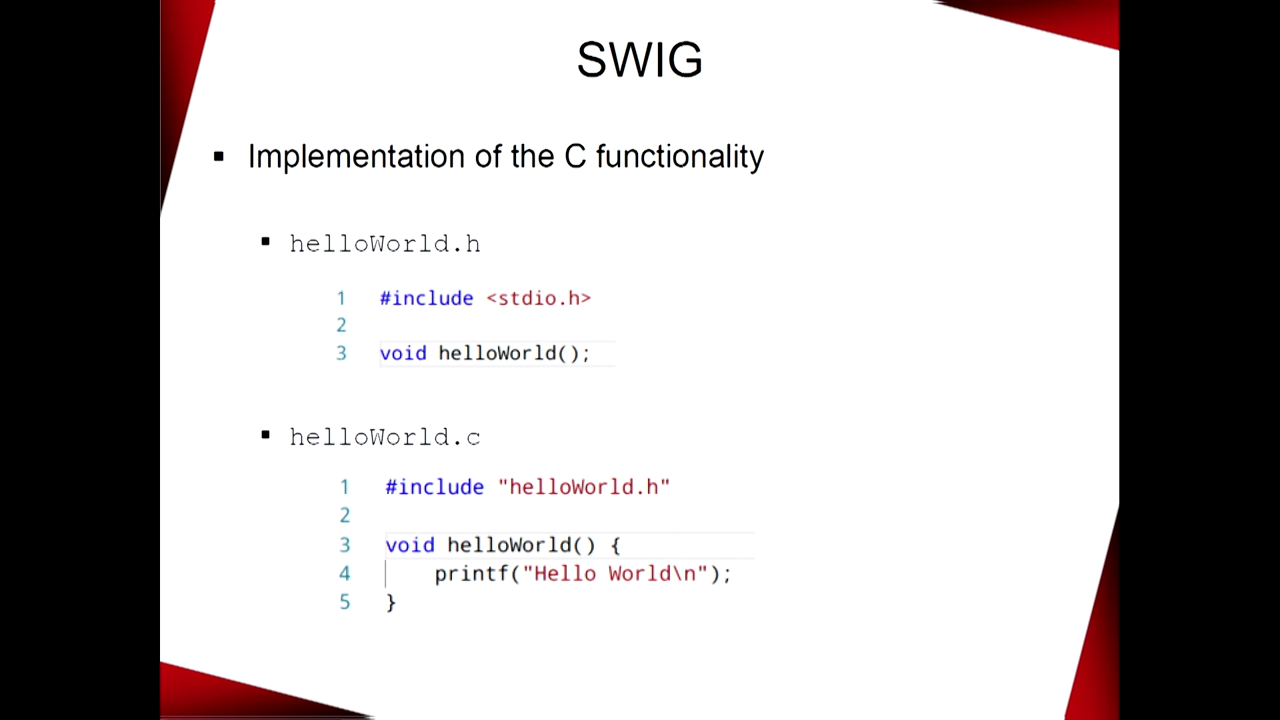 SWIG
▪ Implementation of the C functionality
▪ helloWorld.h
1 #include <stdio.h>
2
3 void helloWorld();
▪ helloWorld.c
1 #include "helloWorld.h"
2
3 void helloWorld() {
4 printf("Hello World\n");
5 }